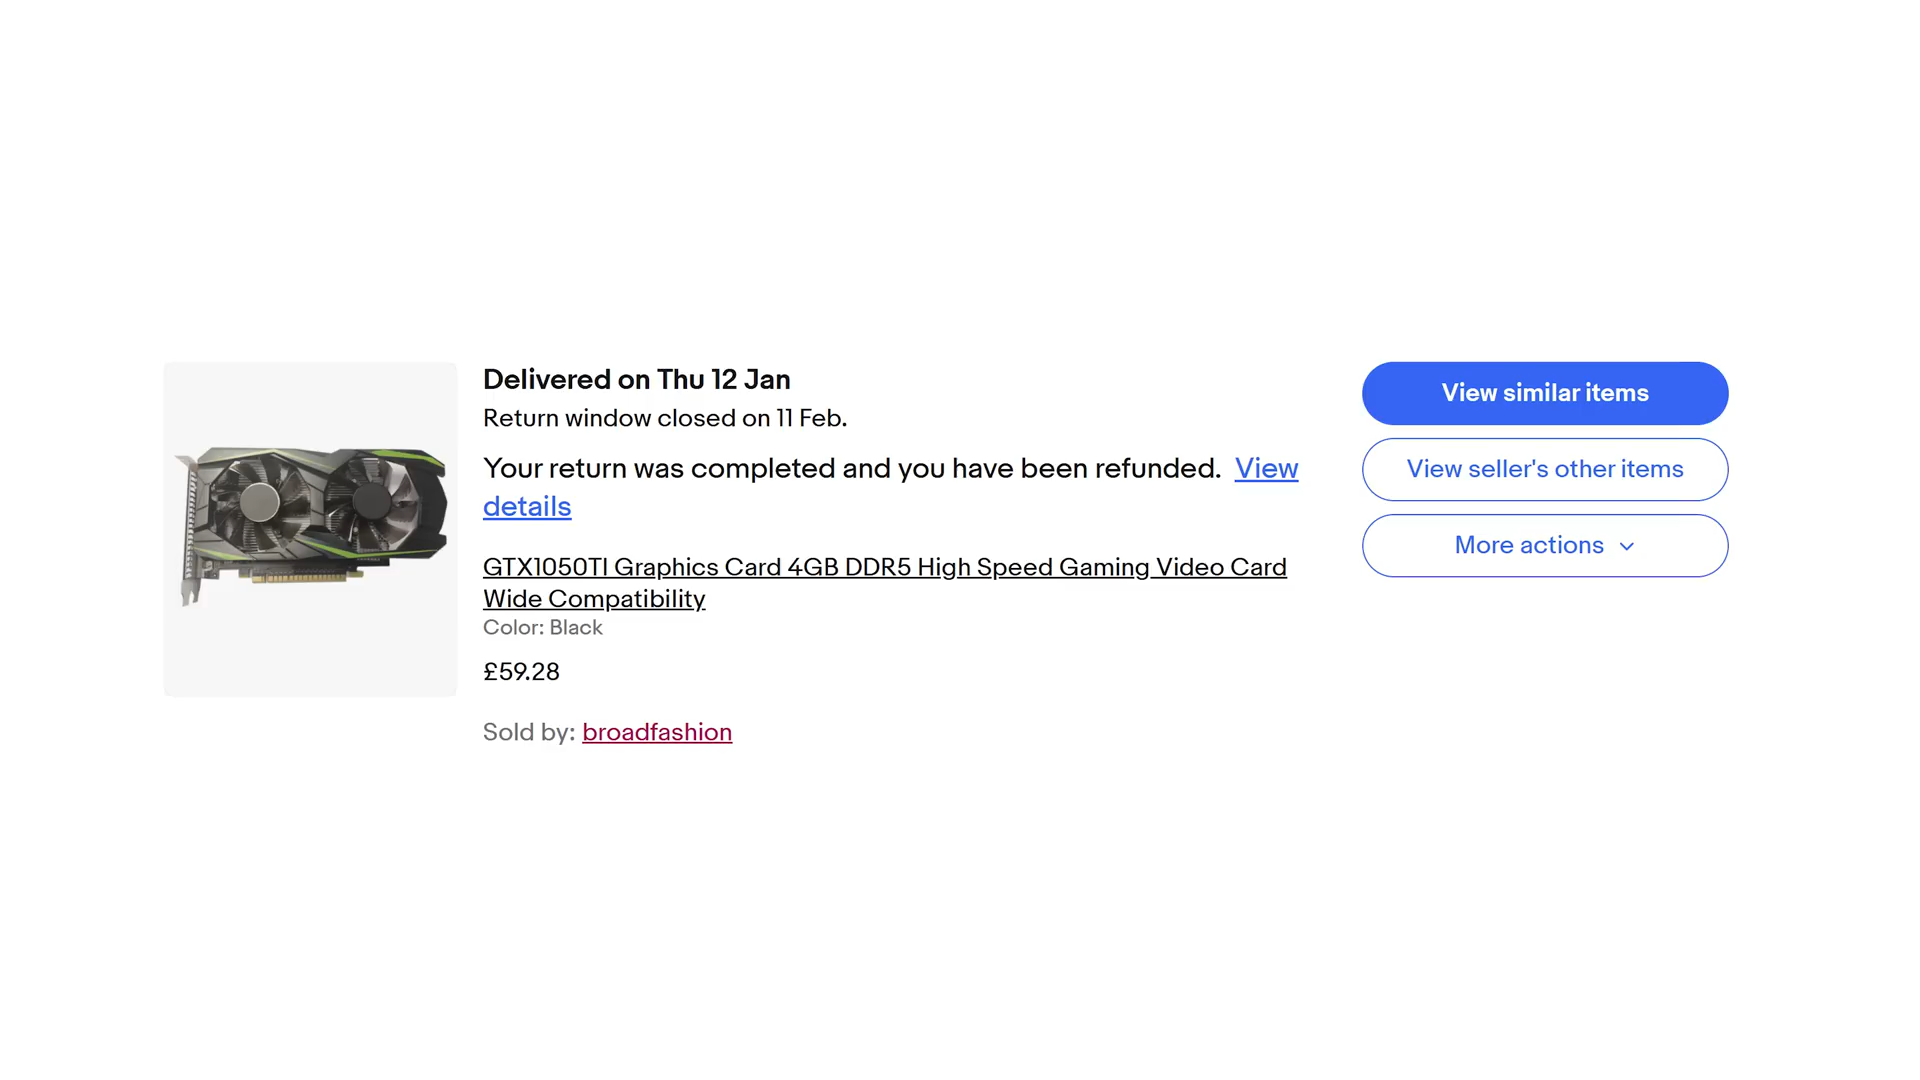 Delivered on Thu 12 Jan
Return window closed on 11 Feb.
Your return was completed and you have been refunded. View
details
GTX1050TI Graphics Card 4GB DDR5 High Speed Gaming Video Card
Wide Compatibility
Color: Black
£59.28
Sold by: broadfashion
View similar items
View seller's other items
More actions